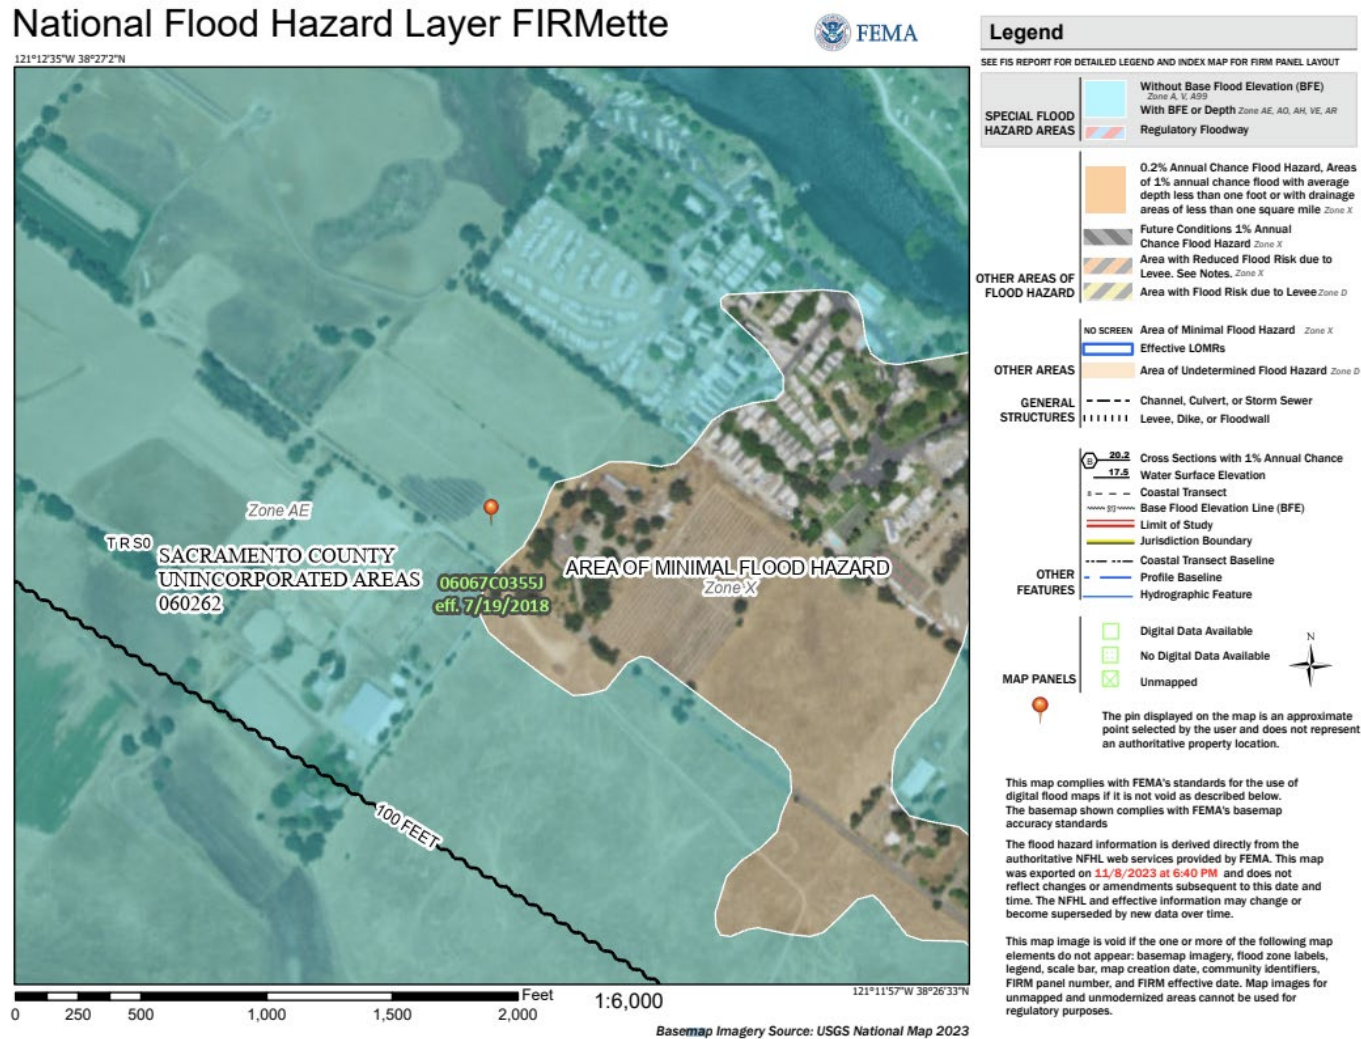 National Flood Hazard Layer FIRMette
FEMA
121°12'35"W 38°27'2"N
Zone AE
T R S0
SACRAMENTO COUNTY
UNINCORPORATED AREAS
060262
06067C0355J
eff. 7/19/2018
AREA OF MINIMAL FLOOD HAZARD
Zone X
100 FEET
121°11'57"W 38°26'33"N
Feet
1:6,000
0
250
500
1,000
1,500
2,000
Basemap Imagery Source: USGS National Map 2023
Legend
SEE FIS REPORT FOR DETAILED LEGEND AND INDEX MAP FOR FIRM PANEL LAYOUT
SPECIAL FLOOD
HAZARD AREAS
Without Base Flood Elevation (BFE)
Zone A, V, A99
With BFE or Depth Zone AE, AO, AH, VE, AR
Regulatory Floodway
OTHER AREAS OF
FLOOD HAZARD
0.2% Annual Chance Flood Hazard, Areas
of 1% annual chance flood with average
depth less than one foot or with drainage
areas of less than one square mile Zone X
Future Conditions 1% Annual
Chance Flood Hazard Zone X
Area with Reduced Flood Risk due to
Levee. See Notes. Zone X
Area with Flood Risk due to Levee Zone D
OTHER AREAS
NO SCREEN Area of Minimal Flood Hazard Zone X
Effective LOMRs
Area of Undetermined Flood Hazard Zone D
GENERAL
STRUCTURES
Channel, Culvert, or Storm Sewer
Levee, Dike, or Floodwall
OTHER
FEATURES
B 20.2 Cross Sections with 1% Annual Chance
17.5 Water Surface Elevation
8 Coastal Transect
513 Base Flood Elevation Line (BFE)
Limit of Study
Jurisdiction Boundary
Coastal Transect Baseline
Profile Baseline
Hydrographic Feature
MAP PANELS
Digital Data Available
No Digital Data Available
Unmapped
N
The pin displayed on the map is an approximate
point selected by the user and does not represent
an authoritative property location.
This map complies with FEMA's standards for the use of
digital flood maps if it is not void as described below.
The basemap shown complies with FEMA's basemap
accuracy standards
The flood hazard information is derived directly from the
authoritative NFHL web services provided by FEMA. This map
was exported on 11/8/2023 at 6:40 PM and does not
reflect changes or amendments subsequent to this date and
time. The NFHL and effective information may change or
become superseded by new data over time.
This map image is void if the one or more of the following map
elements do not appear: basemap imagery, flood zone labels,
legend, scale bar, map creation date, community identifiers,
FIRM panel number, and FIRM effective date. Map images for
unmapped and unmodernized areas cannot be used for
regulatory purposes.